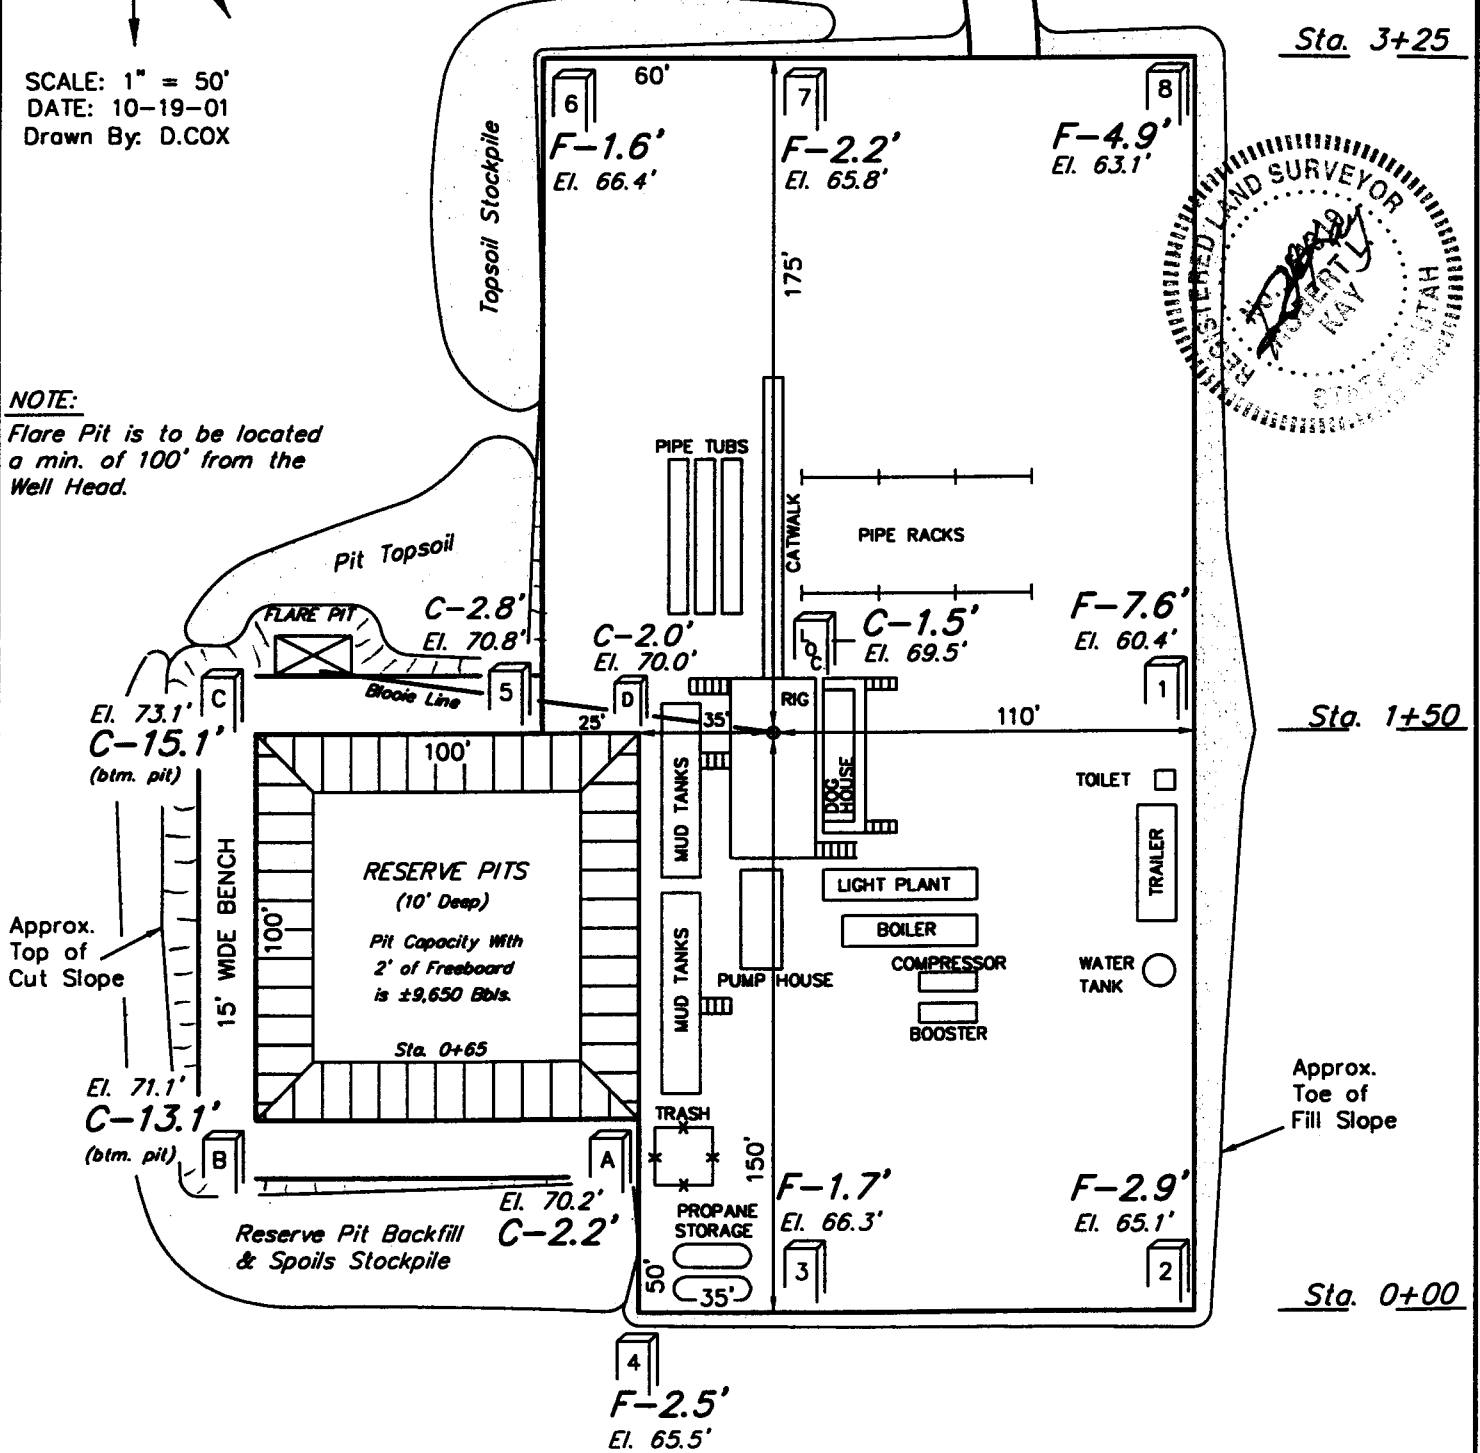 SCALE: 1" = 50'
DATE: 10-19-01
Drawn By: D.COX
Sta. 3+25
60'
6
7
8
F-1.6'
El. 66.4'
F-2.2'
El. 65.8'
F-4.9'
El. 63.1'
Topsoil Stockpile
175'
REGISTERED LAND SURVEYOR
No.
ROBERT L.
KAY
STATE OF UTAH
NOTE:
Flare Pit is to be located
a min. of 100' from the
Well Head.
PIPE TUBS
CATWALK
PIPE RACKS
Pit Topsoil
FLARE PIT
C-2.8'
El. 70.8'
C-2.0'
El. 70.0'
LOC.
C-1.5'
El. 69.5'
F-7.6'
El. 60.4'
C
5
D
1
Blooie Line
RIG
El. 73.1'
C-15.1'
(btm. pit)
25'
35'
110'
Sta. 1+50
100'
MUD TANKS
DOG HOUSE
TOILET
TRAILER
RESERVE PITS
(10' Deep)
Pit Capacity With
2' of Freeboard
is ±9,650 Bbls.
Sta. 0+65
100'
15' WIDE BENCH
Approx.
Top of
Cut Slope
LIGHT PLANT
BOILER
MUD TANKS
PUMP HOUSE
COMPRESSOR
BOOSTER
WATER
TANK
El. 71.1'
C-13.1'
(btm. pit)
B
A
TRASH
150'
Approx.
Toe of
Fill Slope
El. 70.2'
C-2.2'
Reserve Pit Backfill
& Spoils Stockpile
PROPANE
STORAGE
50'
35'
F-1.7'
El. 66.3'
3
F-2.9'
El. 65.1'
2
Sta. 0+00
4
F-2.5'
El. 65.5'